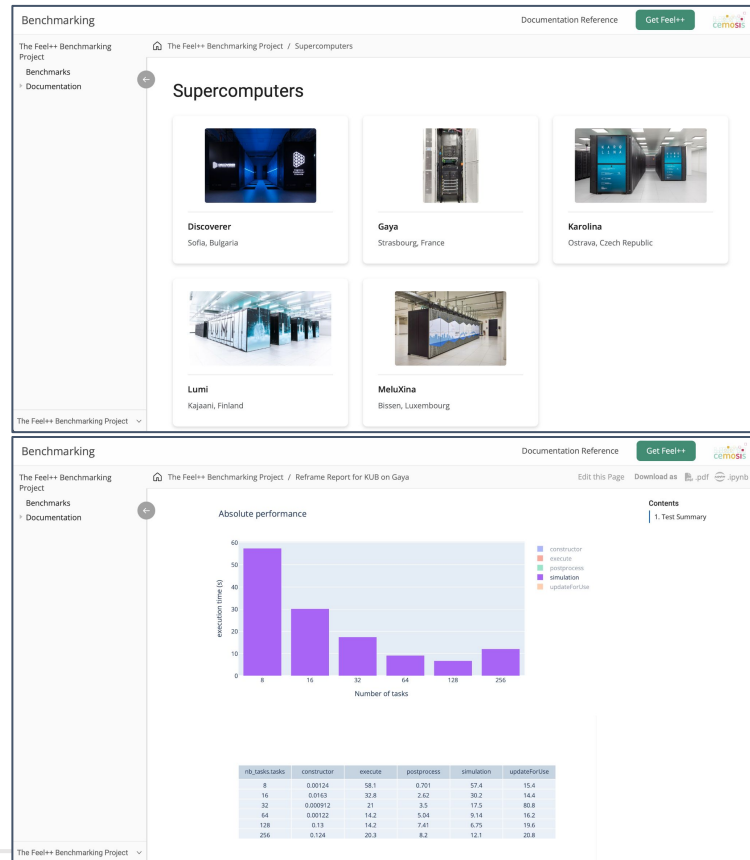 Benchmarking
Documentation Reference
Get Feel++
cemosis
The Feel++ Benchmarking
Project
Benchmarks
Documentation
The Feel++ Benchmarking Project / Supercomputers
Supercomputers
Discoverer
Sofia, Bulgaria
Gaya
Strasbourg, France
KAROLINA
Karolina
Ostrava, Czech Republic
LUMI
Lumi
Kajaani, Finland
MeluXina
Bissen, Luxembourg
The Feel++ Benchmarking Project
Benchmarking
Documentation Reference
Get Feel++
cemosis
The Feel++ Benchmarking
Project
Benchmarks
Documentation
The Feel++ Benchmarking Project / Reframe Report for KUB on Gaya
Edit this Page Download as .pdf .ipynb
Contents
1. Test Summary
Absolute performance
execution time (s)
60
50
40
30
20
10
0
8 16 32 64 128 256
Number of tasks
constructor
execute
postprocess
simulation
updateForUse
nb_tasks.tasks constructor execute postprocess simulation updateForUse
8 0.00124 58.1 0.701 57.4 15.4
16 0.0163 32.8 2.62 30.2 14.4
32 0.000912 21 3.5 17.5 80.8
64 0.00122 14.2 5.04 9.14 16.2
128 0.13 14.2 7.41 6.75 19.6
256 0.124 20.3 8.2 12.1 20.8
The Feel++ Benchmarking Project